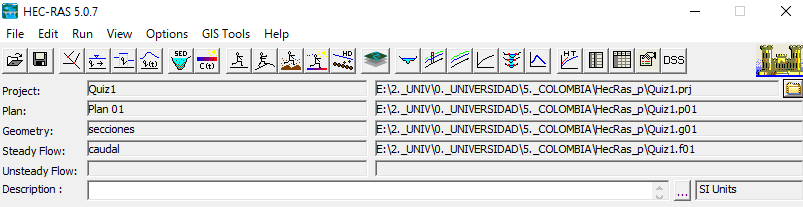 HEC-RAS 5.0.7
File Edit Run View Options GIS Tools Help
SED C(t) HD H.T. DSS
Project: Quiz1 E:\2._UNIV\0._UNIVERSIDAD\5._COLOMBIA\HecRas_p\Quiz1.prj
Plan: Plan 01 E:\2._UNIV\0._UNIVERSIDAD\5._COLOMBIA\HecRas_p\Quiz1.p01
Geometry: secciones E:\2._UNIV\0._UNIVERSIDAD\5._COLOMBIA\HecRas_p\Quiz1.g01
Steady Flow: caudal E:\2._UNIV\0._UNIVERSIDAD\5._COLOMBIA\HecRas_p\Quiz1.f01
Unsteady Flow:
Description : ... SI Units